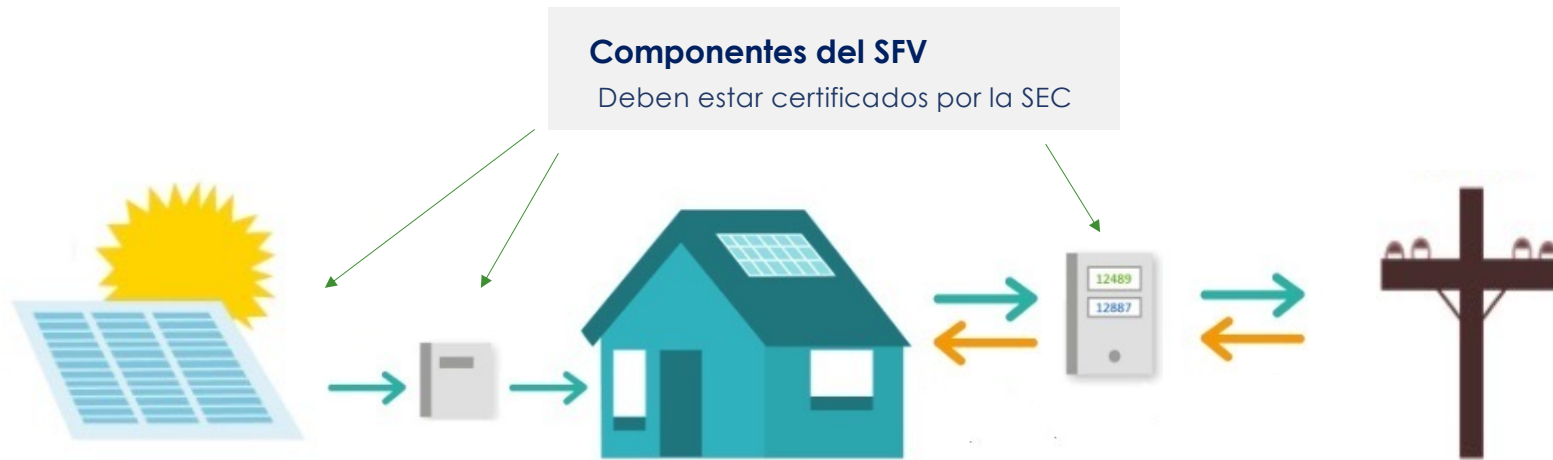 Componentes del SFV
Deben estar certificados por la SEC
12489
12887